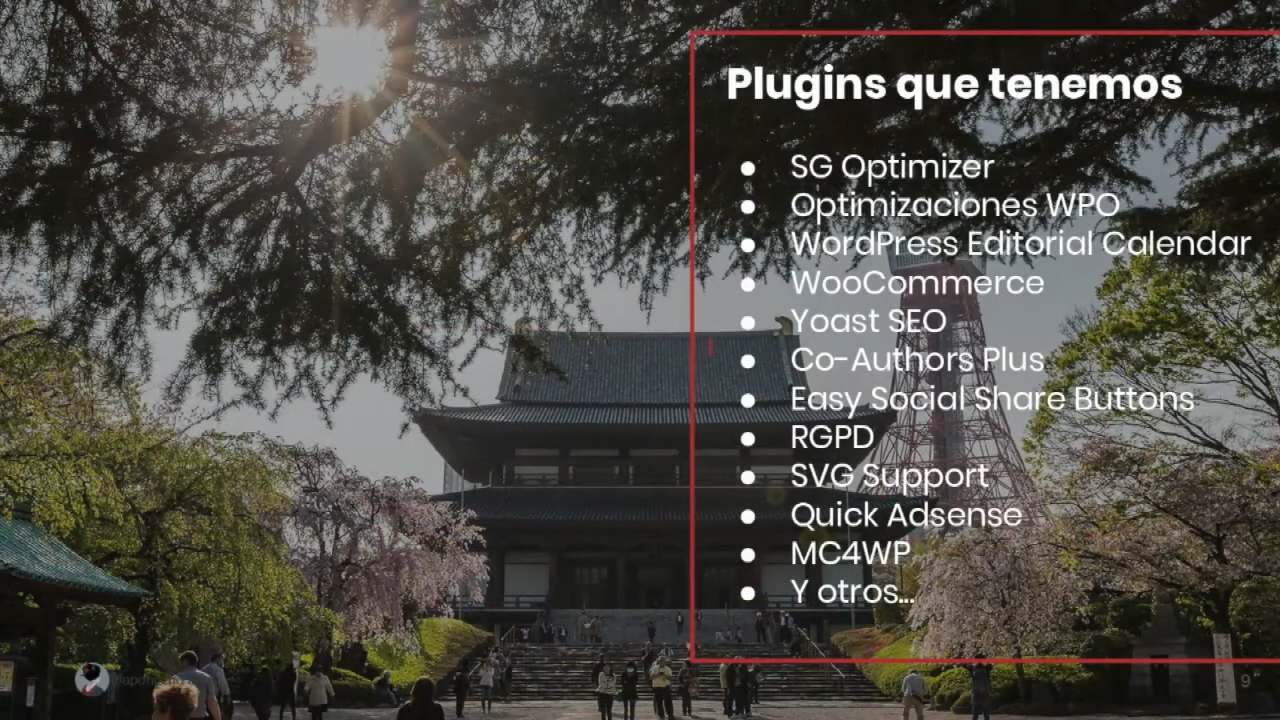 Plugins que tenemos
● SG Optimizer
● Optimizaciones WPO
● WordPress Editorial Calendar
● WooCommerce
● Yoast SEO
● Co-Authors Plus
● Easy Social Share Buttons
● RGPD
● SVG Support
● Quick Adsense
● MC4WP
● Y otros...
9